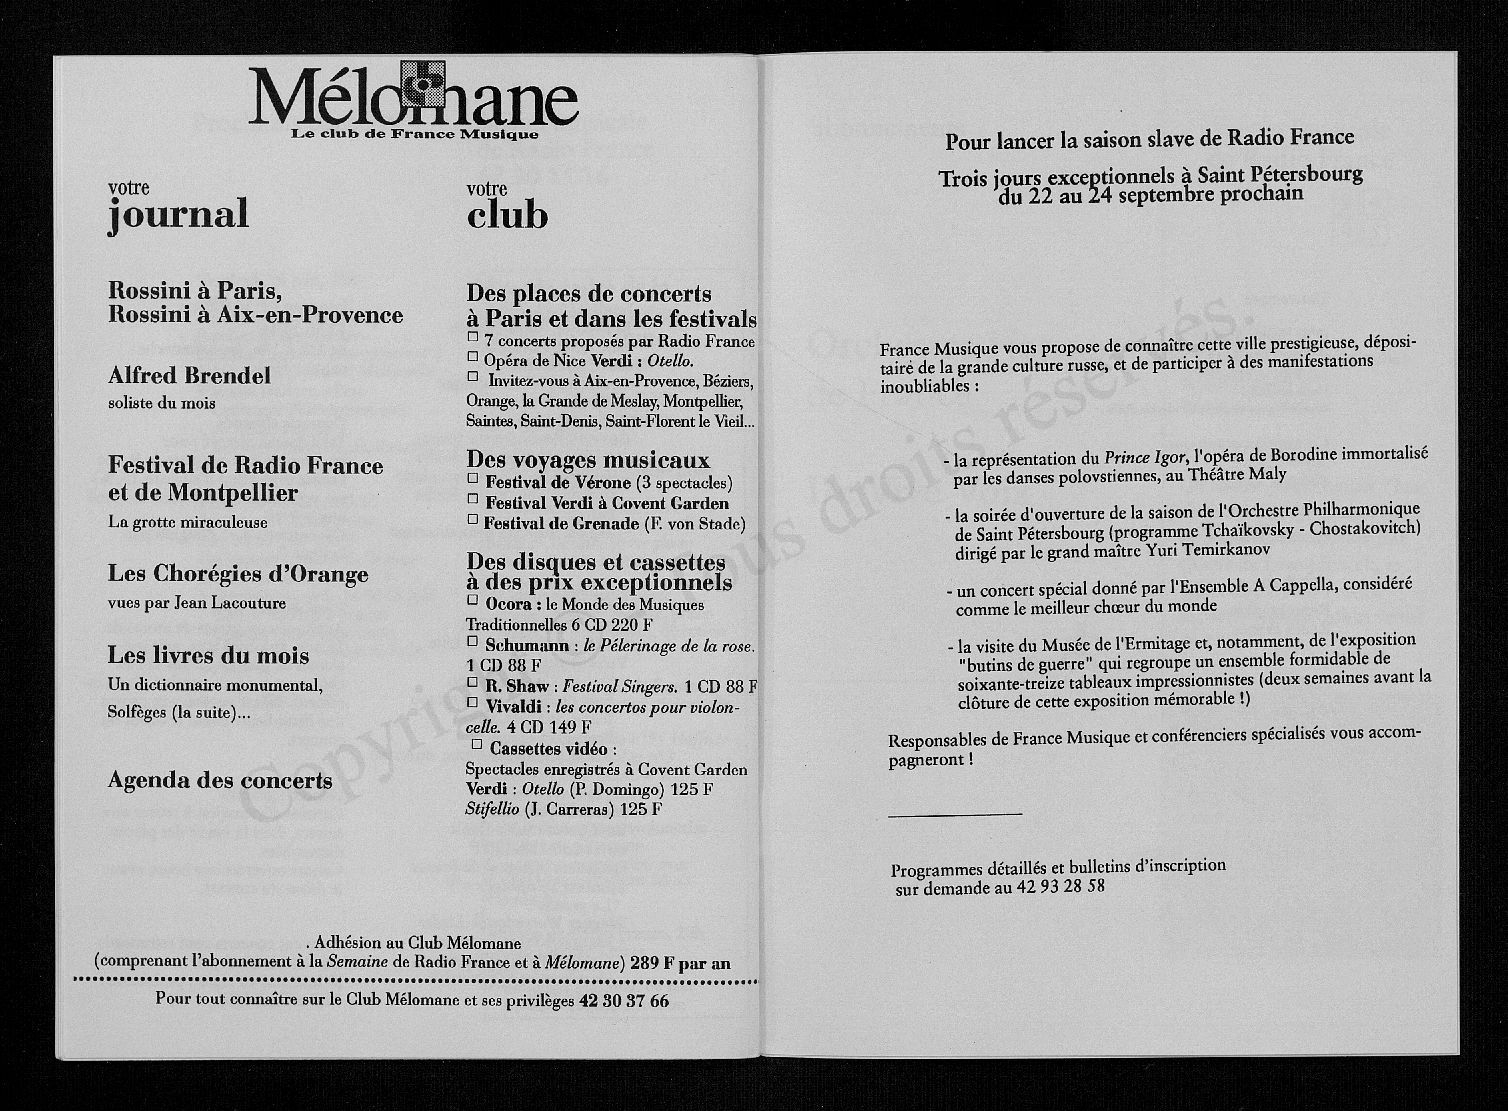 Mélomane
Le club de France Musique
votre
journal
Rossini à Paris,
Rossini à Aix-en-Provence
Alfred Brendel
soliste du mois
Festival de Radio France
et de Montpellier
La grotte miraculeuse
Les Chorégies d'Orange
vues par Jean Lacouture
Les livres du mois
Un dictionnaire monumental,
Solfèges (la suite)...
Agenda des concerts
votre
club
Des places de concerts
à Paris et dans les festivals
□ 7 concerts proposés par Radio France
□ Opéra de Nice Verdi : Otello.
□ Invitez-vous à Aix-en-Provence, Béziers,
Orange, la Grande de Meslay, Montpellier,
Saintes, Saint-Denis, Saint-Florent le Vieil...
Des voyages musicaux
□ Festival de Vérone (3 spectacles)
□ Festival Verdi à Covent Garden
□ Festival de Grenade (F. von Stade)
Des disques et cassettes
à des prix exceptionnels
□ Ocora : le Monde des Musiques
Traditionnelles 6 CD 220 F
□ Schumann : le Pélerinage de la rose.
1 CD 88 F
□ R. Shaw : Festival Singers. 1 CD 88 F
□ Vivaldi : les concertos pour violon-
celle. 4 CD 149 F
□ Cassettes vidéo :
Spectacles enregistrés à Covent Garden
Verdi : Otello (P. Domingo) 125 F
Stifellio (J. Carreras) 125 F
. Adhésion au Club Mélomane
(comprenant l'abonnement à la Semaine de Radio France et à Mélomane) 289 F par an
Pour tout connaître sur le Club Mélomane et ses privilèges 42 30 37 66
Pour lancer la saison slave de Radio France
Trois jours exceptionnels à Saint Pétersbourg
du 22 au 24 septembre prochain
France Musique vous propose de connaître cette ville prestigieuse, déposi-
taire de la grande culture russe, et de participer à des manifestations
inoubliables :
- la représentation du Prince Igor, l'opéra de Borodine immortalisé
par les danses polovstiennes, au Théâtre Maly
- la soirée d'ouverture de la saison de l'Orchestre Philharmonique
de Saint Pétersbourg (programme Tchaïkovsky - Chostakovitch)
dirigé par le grand maître Yuri Temirkanov
- un concert spécial donné par l'Ensemble A Cappella, considéré
comme le meilleur chœur du monde
- la visite du Musée de l'Ermitage et, notamment, de l'exposition
"butins de guerre" qui regroupe un ensemble formidable de
soixante-treize tableaux impressionnistes (deux semaines avant la
clôture de cette exposition mémorable !)
Responsables de France Musique et conférenciers spécialisés vous accom-
pagneront !
Programmes détaillés et bulletins d'inscription
sur demande au 42 93 28 58
Copyright © Tous droits réservés.